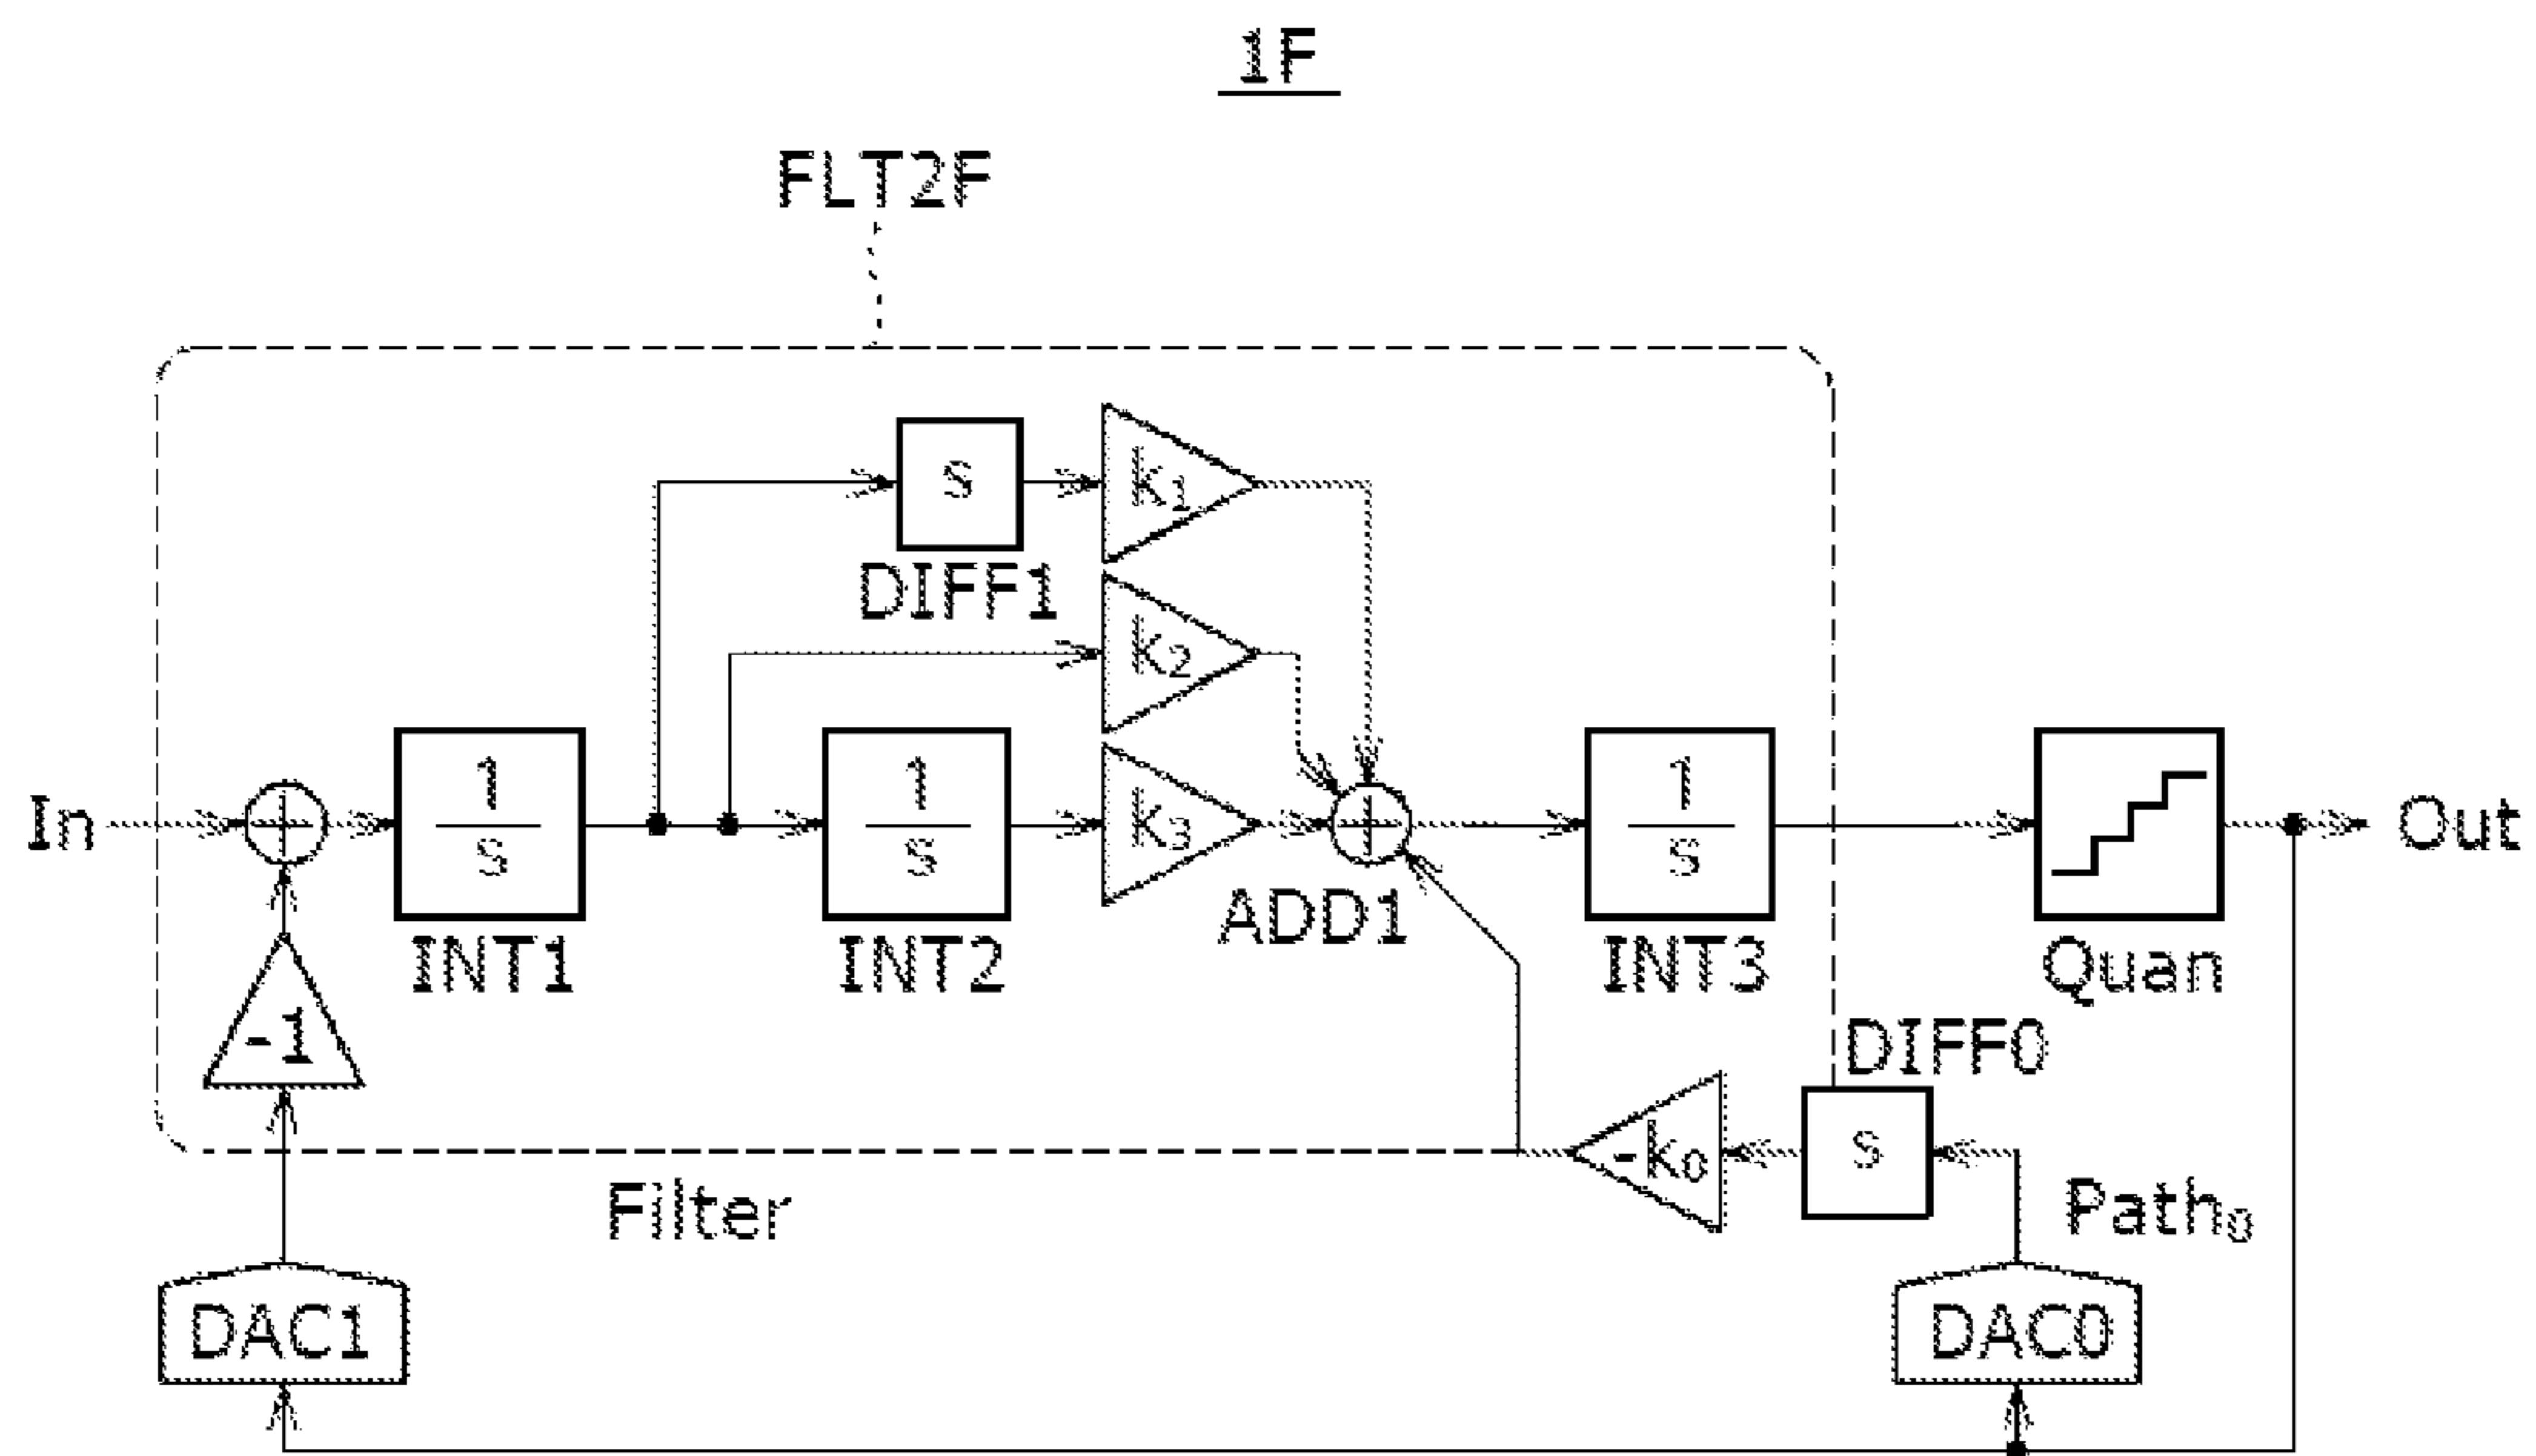 1F
FLT2F
s
K1
DIFF1
K2
In
1
s
1
s
K3
1
s
Out
ADD1
INT1
INT2
INT3
Quan
-1
DIFF0
-K0
s
Filter
Path0
DAC1
DAC0